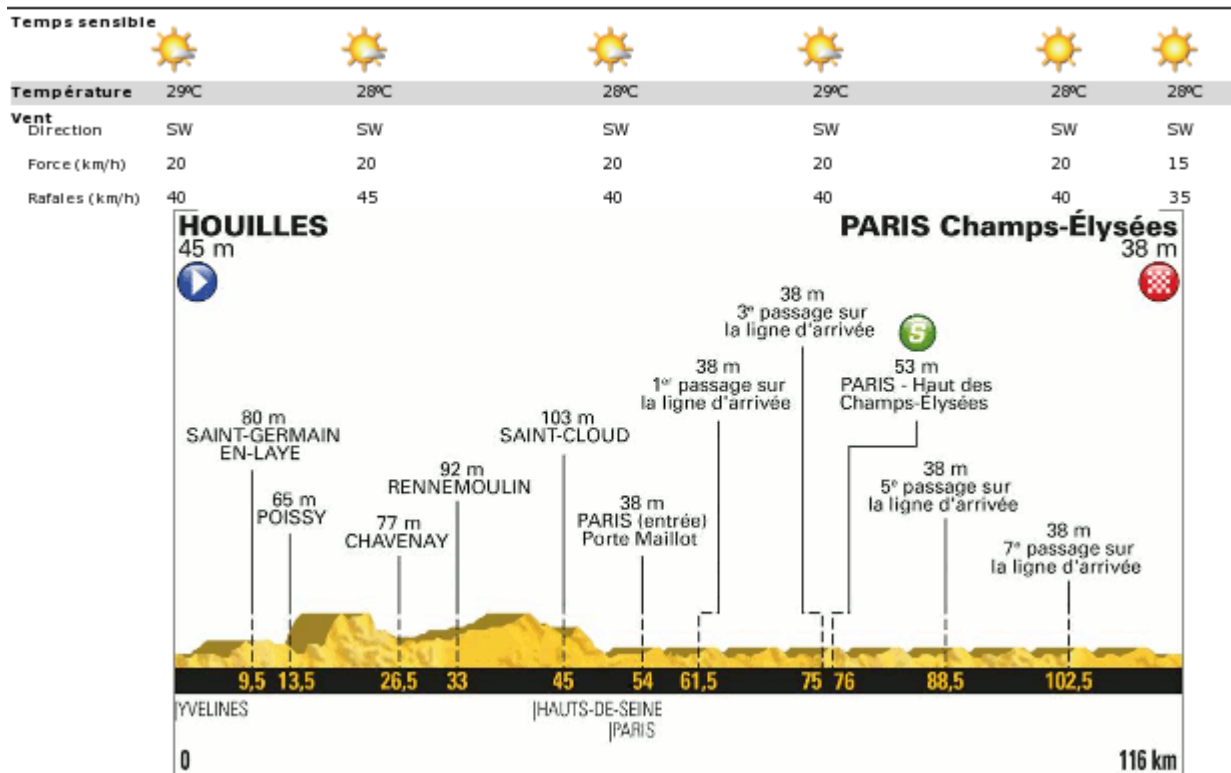 Temps sensible
Température 29ºC 28ºC 28ºC 29ºC 28ºC 28ºC
Vent
Direction SW SW SW SW SW SW
Force (km/h) 20 20 20 20 20 15
Rafales (km/h) 40 45 40 40 40 35
HOUILLES
45 m
PARIS Champs-Élysées
38 m
38 m
3e passage sur
la ligne d'arrivée
S
38 m
1er passage sur
la ligne d'arrivée
53 m
PARIS - Haut des
Champs-Élysées
80 m
SAINT-GERMAIN
EN-LAYE
103 m
SAINT-CLOUD
92 m
RENNEMOULIN
38 m
5e passage sur
la ligne d'arrivée
65 m
POISSY
77 m
CHAVENAY
38 m
PARIS (entrée)
Porte Maillot
38 m
7e passage sur
la ligne d'arrivée
9,5 13,5 26,5 33 45 54 61,5 75 76 88,5 102,5
|YVELINES |HAUTS-DE-SEINE
|PARIS
0 116 km